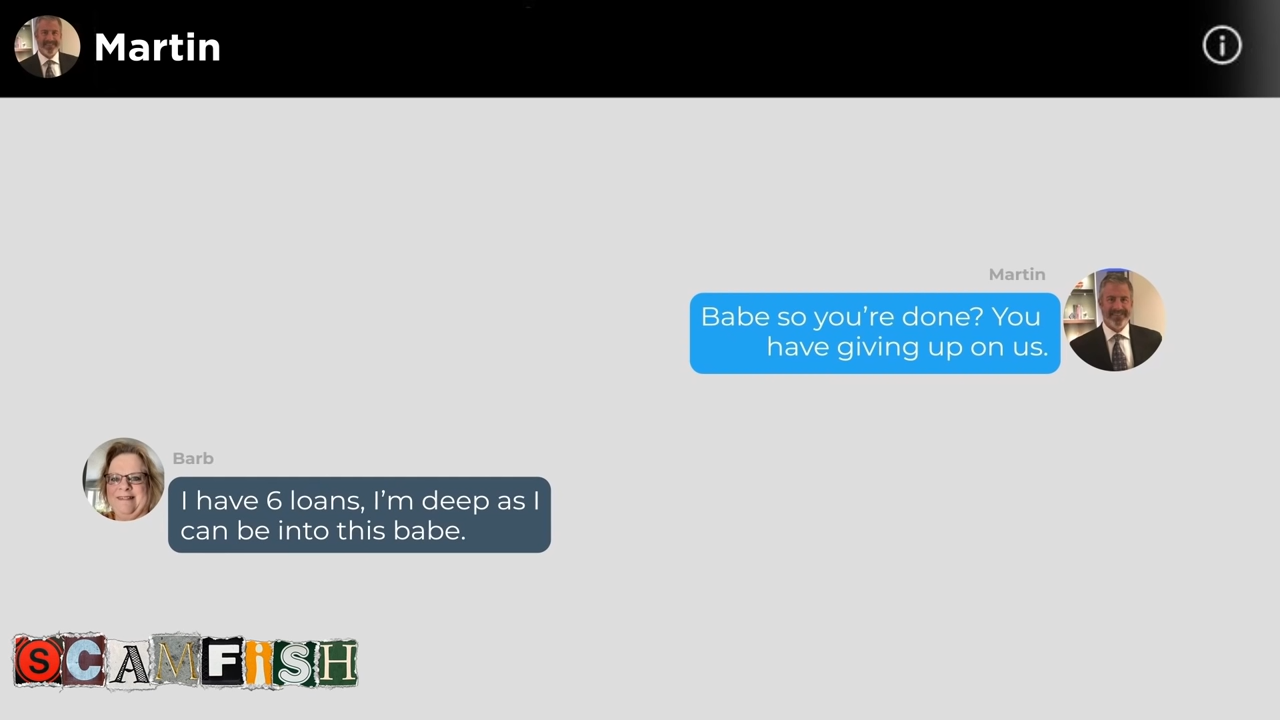 Martin
Martin
Babe so you're done? You
have giving up on us.
Barb
I have 6 loans, I'm deep as I
can be into this babe.
SCAMFiSH